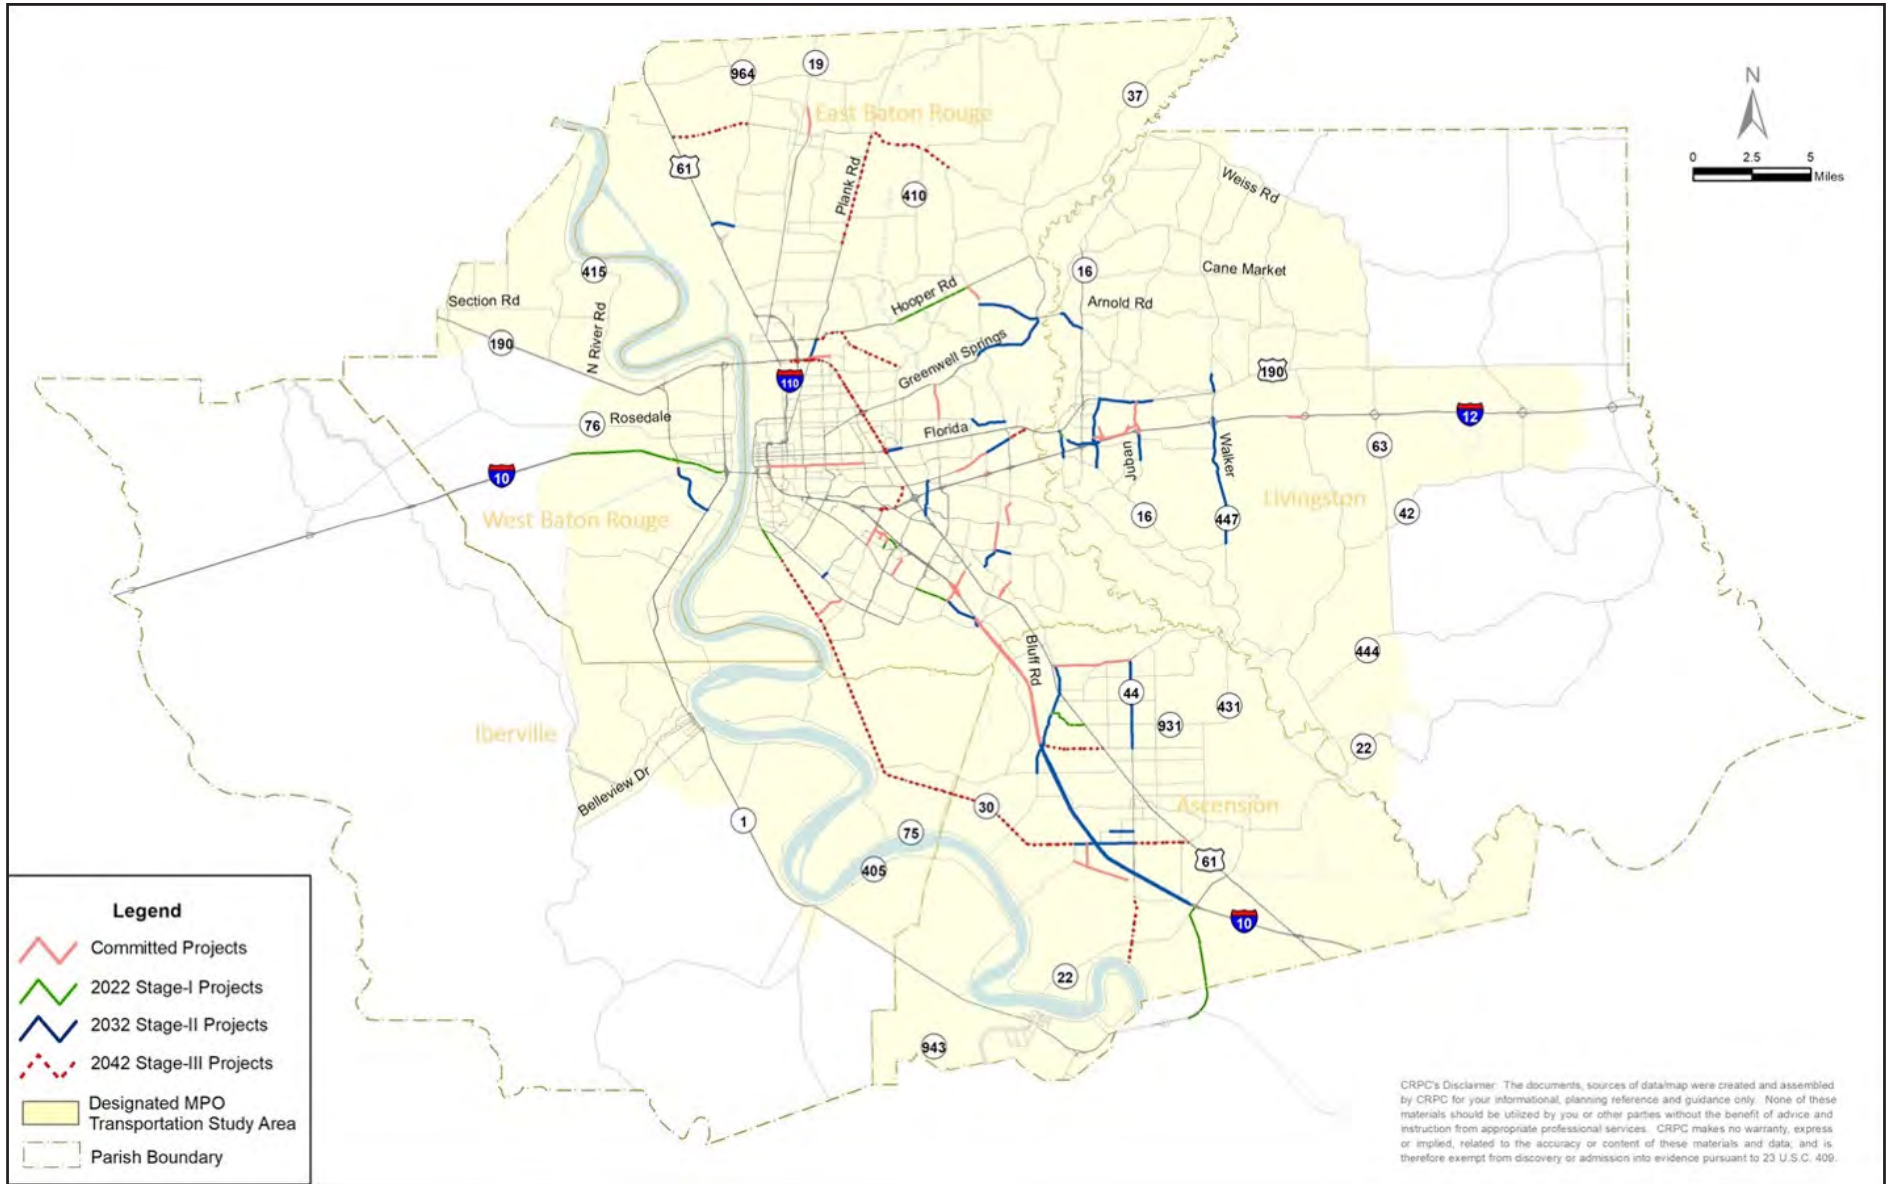 964
19
37
East Baton Rouge
N
0 2.5 5
Miles
61
Plank Rd
410
Weiss Rd
415
16
Cane Market
Section Rd
N River Rd
Hooper Rd
Arnold Rd
190
Greenwell Springs
190
110
76
Rosedale
Florida
12
Jubau
Walker
63
10
Livingston
West Baton Rouge
16
447
42
Bluff Rd
444
44
431
931
Iberville
22
Belleview Dr
30
Ascension
1
75
61
405
10
22
943
Legend
Committed Projects
2022 Stage-I Projects
2032 Stage-II Projects
2042 Stage-III Projects
Designated MPO
Transportation Study Area
Parish Boundary
CRPC's Disclaimer: The documents, sources of data/map were created and assembled
by CRPC for your informational, planning reference and guidance only. None of these
materials should be utilized by you or other parties without the benefit of advice and
instruction from appropriate professional services. CRPC makes no warranty, express
or implied, related to the accuracy or content of these materials and data, and is
therefore exempt from discovery or admission into evidence pursuant to 23 U.S.C. 409.